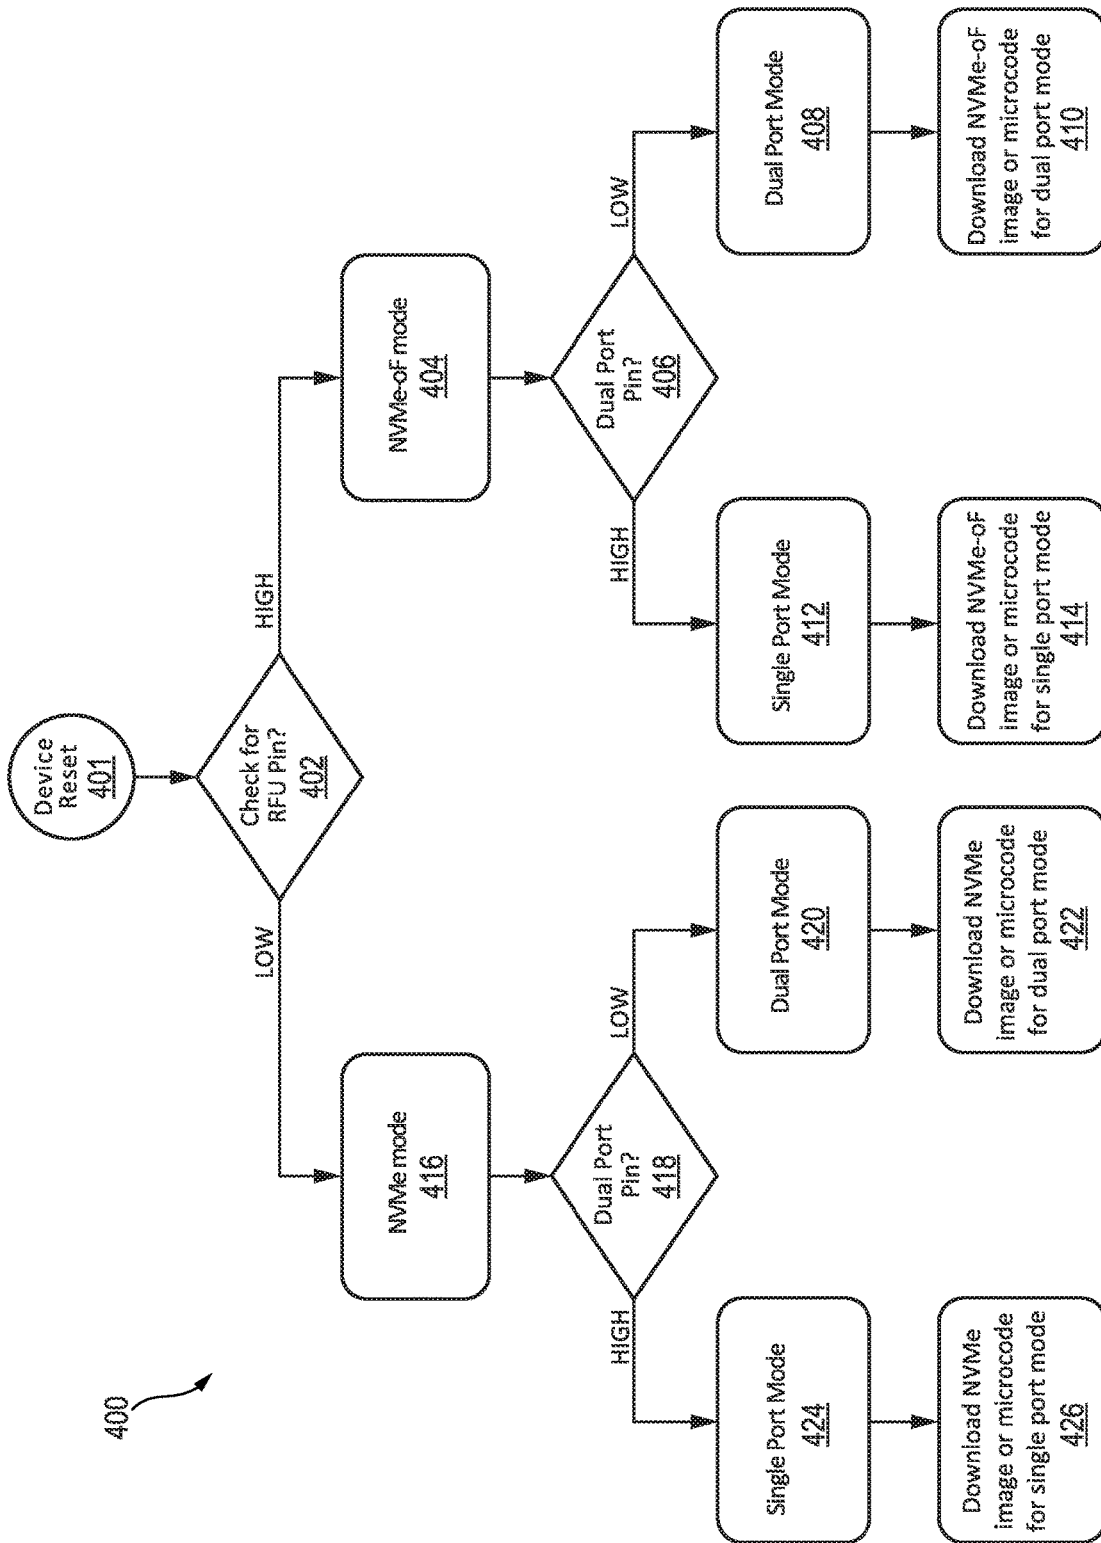 400
Device
Reset
401
Check for
RFU Pin?
402
LOW
HIGH
NVMe mode
416
NVMe-oF mode
404
Dual Port
Pin?
418
Dual Port
Pin?
406
HIGH
LOW
HIGH
LOW
Single Port Mode
424
Dual Port Mode
420
Single Port Mode
412
Dual Port Mode
408
Download NVMe
image or microcode
for single port mode
426
Download NVMe
image or microcode
for dual port mode
422
Download NVMe-oF
image or microcode
for single port mode
414
Download NVMe-oF
image or microcode
for dual port mode
410